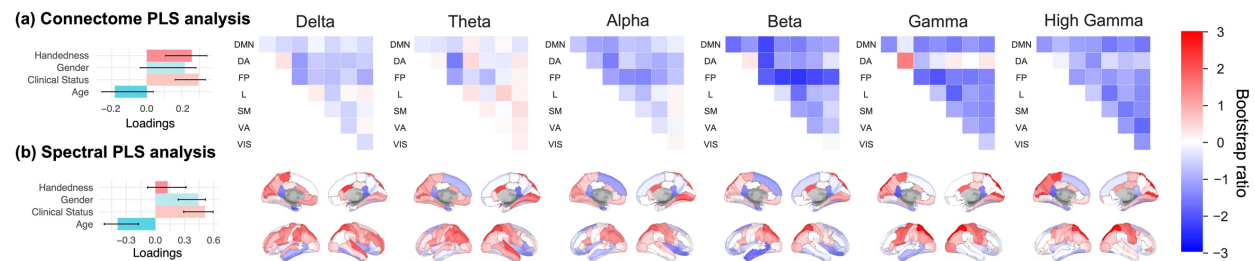 (a) Connectome PLS analysis
Handedness
Gender
Clinical Status
Age
−0.2 0.0 0.2
Loadings
Delta Theta Alpha Beta Gamma High Gamma
DMN DMN DMN DMN DMN DMN
DA DA DA DA DA DA
FP FP FP FP FP FP
L L L L L L
SM SM SM SM SM SM
VA VA VA VA VA VA
VIS VIS VIS VIS VIS VIS
(b) Spectral PLS analysis
Handedness
Gender
Clinical Status
Age
−0.3 0.0 0.3 0.6
Loadings
3
2
1
0
−1
−2
−3
Bootstrap ratio